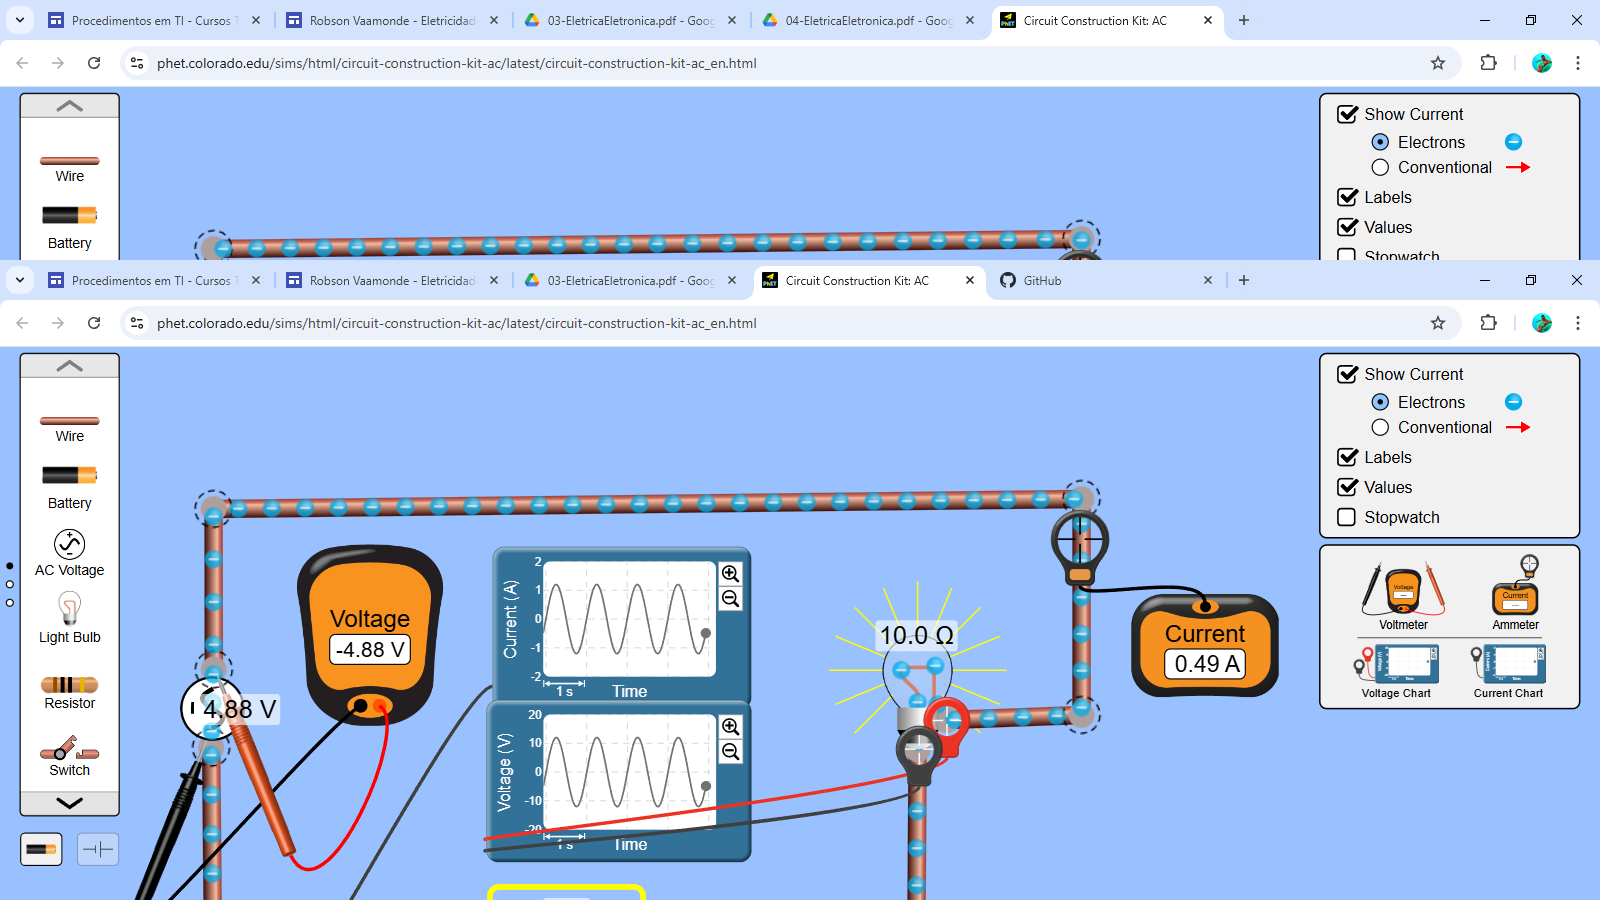 Procedimentos em TI - Cursos T
Robson Vaamonde - Eletricidad
03-EletricaEletronica.pdf - Goog
04-EletricaEletronica.pdf - Goog
Circuit Construction Kit: AC
phet.colorado.edu/sims/html/circuit-construction-kit-ac/latest/circuit-construction-kit-ac_en.html
Wire
Battery
Show Current
Electrons
Conventional
Labels
Values
Stopwatch
Procedimentos em TI - Cursos T
Robson Vaamonde - Eletricidad
03-EletricaEletronica.pdf - Goog
Circuit Construction Kit: AC
GitHub
phet.colorado.edu/sims/html/circuit-construction-kit-ac/latest/circuit-construction-kit-ac_en.html
Wire
Battery
AC Voltage
Light Bulb
Resistor
Switch
4.88 V
Voltage
-4.88 V
Current (A)
2
1
0
-1
-2
1 s
Time
Voltage (V)
20
10
0
-10
-20
1 s
Time
10.0 Ω
Current
0.49 A
Show Current
Electrons
Conventional
Labels
Values
Stopwatch
Voltmeter
Ammeter
Voltage Chart
Current Chart